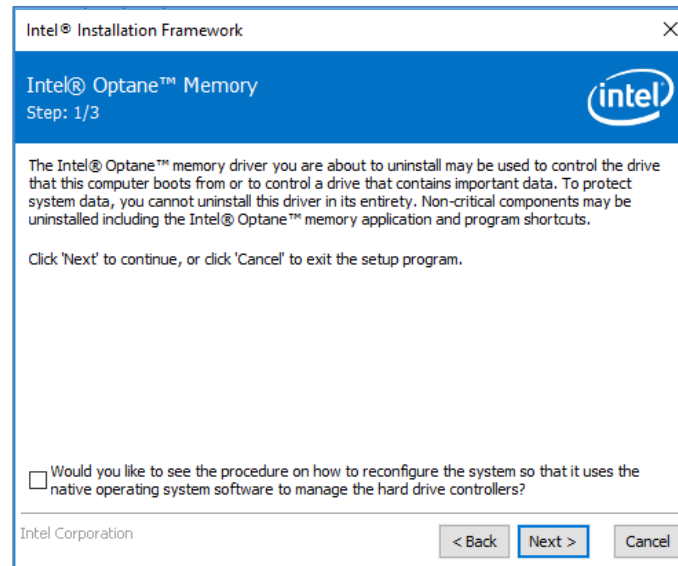 Intel® Installation Framework
Intel® Optane™ Memory
Step: 1/3
intel
The Intel® Optane™ memory driver you are about to uninstall may be used to control the drive
that this computer boots from or to control a drive that contains important data. To protect
system data, you cannot uninstall this driver in its entirety. Non-critical components may be
uninstalled including the Intel® Optane™ memory application and program shortcuts.
Click 'Next' to continue, or click 'Cancel' to exit the setup program.
Would you like to see the procedure on how to reconfigure the system so that it uses the
native operating system software to manage the hard drive controllers?
Intel Corporation
< Back Next > Cancel